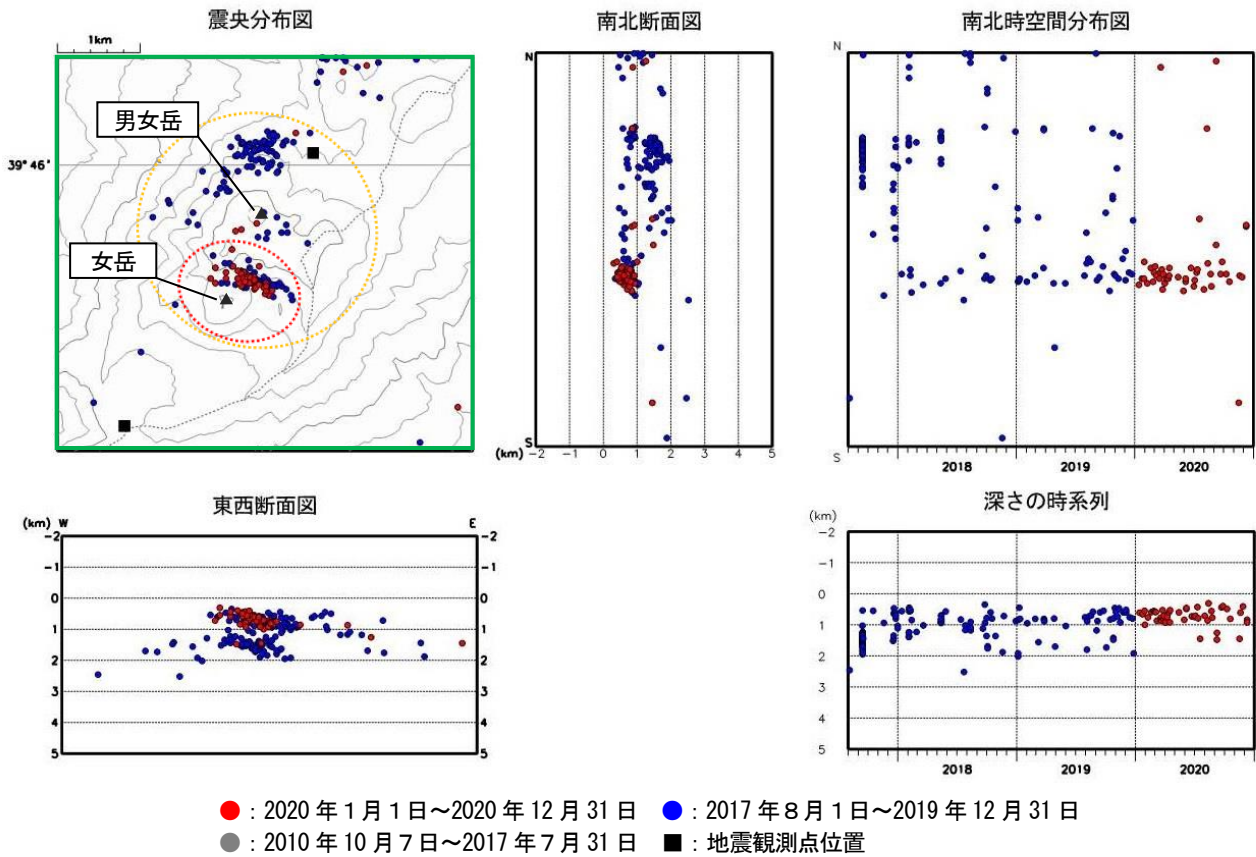 震央分布図
1km
男女岳
39°46'
女岳
南北断面図
N
S
(km)
-2 -1 0 1 2 3 4 5
南北時空間分布図
N
S
2018 2019 2020
東西断面図
(km) W E
-2 -2
-1 -1
0 0
1 1
2 2
3 3
4 4
5 5
深さの時系列
(km)
-2
-1
0
1
2
3
4
5
2018 2019 2020
●：2020年1月1日～2020年12月31日 ●：2017年8月1日～2019年12月31日
●：2010年10月7日～2017年7月31日 ■：地震観測点位置